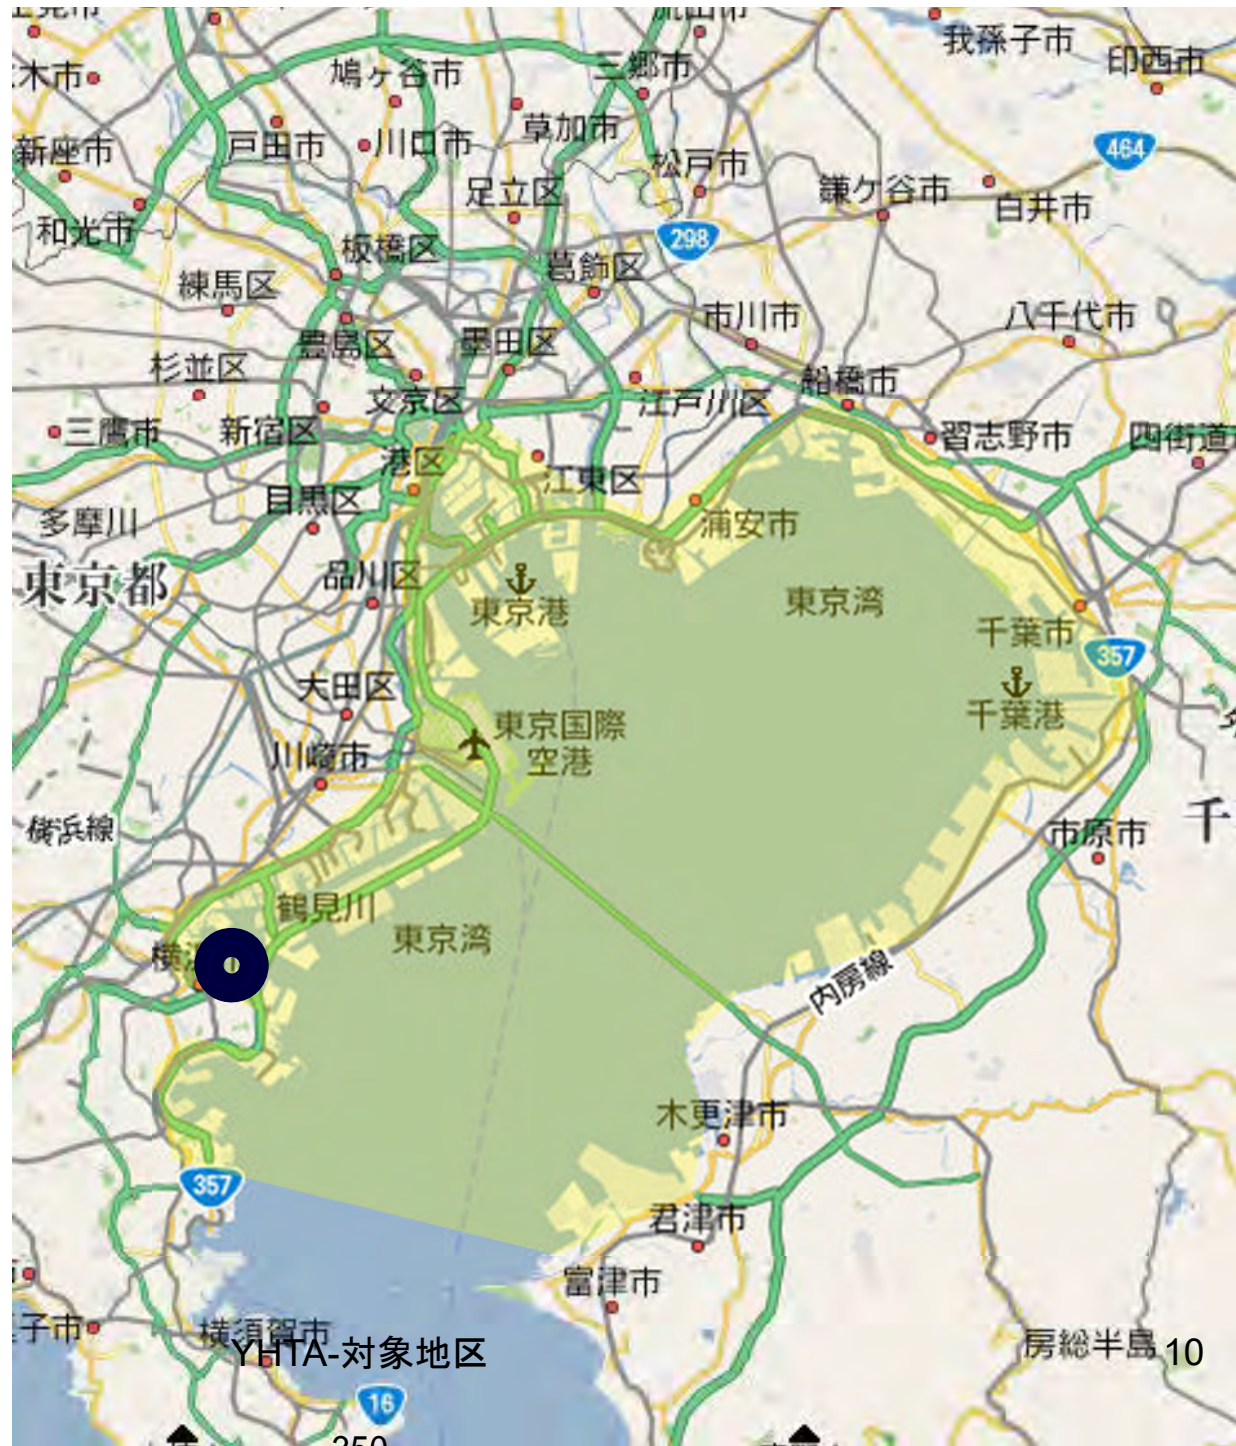 我孫子市
印西市
鳩ヶ谷市
三郷市
木市
新座市
戸田市
川口市
草加市
松戸市
464
足立区
鎌ケ谷市
白井市
和光市
板橋区
298
葛飾区
練馬区
市川市
八千代市
豊島区
墨田区
杉並区
文京区
江戸川区
船橋市
三鷹市
新宿区
習志野市
四街道
港区
江東区
目黒区
多摩川
浦安市
東京都
品川区
東京港
東京湾
千葉市
357
大田区
東京国際
空港
千葉港
川崎市
横浜線
市原市
千
鶴見川
東京湾
内房線
木更津市
357
君津市
富津市
子市
横須賀市
YHTA-対象地区
房総半島
10
16